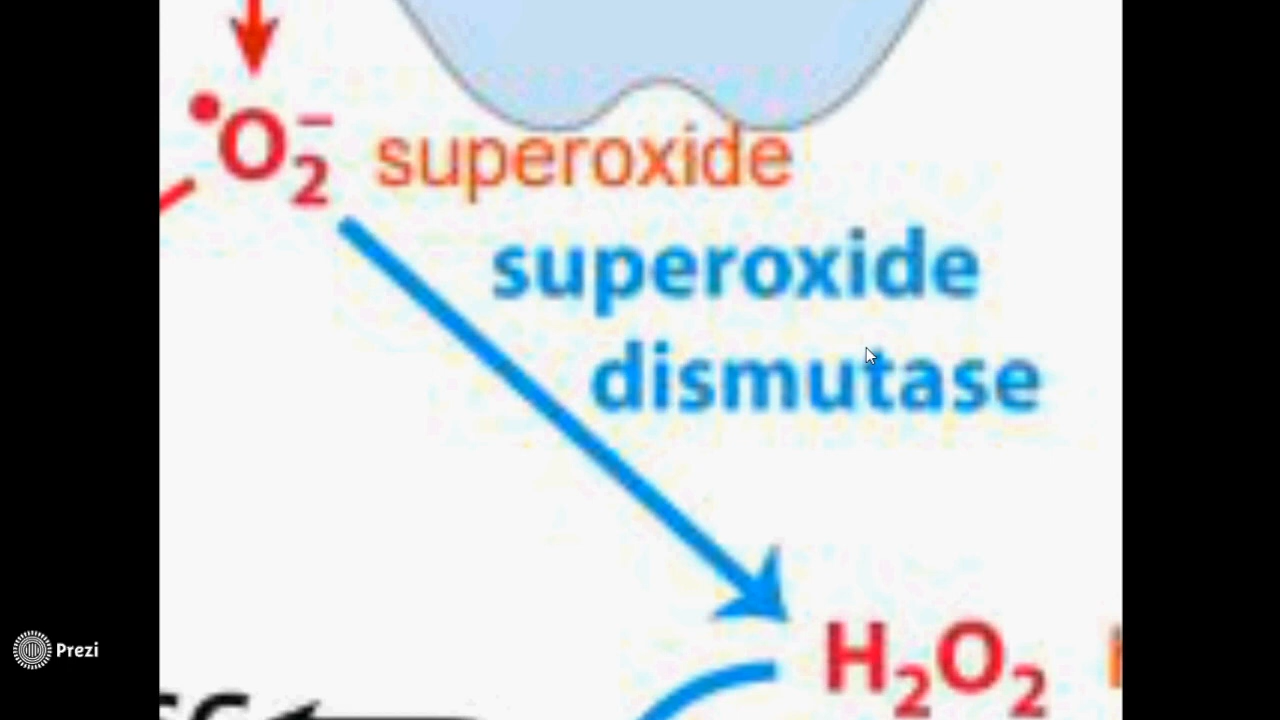 •O₂⁻ superoxide
superoxide
dismutase
H₂O₂
Prezi